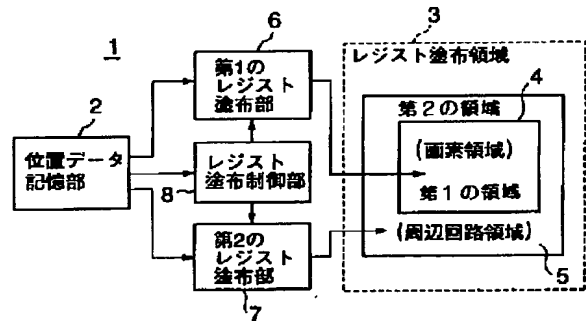 1
2
位置データ
記憶部
6
第1の
レジスト
塗布部
レジスト
塗布制御部
8
第2の
レジスト
塗布部
7
3
レジスト塗布領域
4
第2の領域
(画素領域)
第1の領域
(周辺回路領域)
5